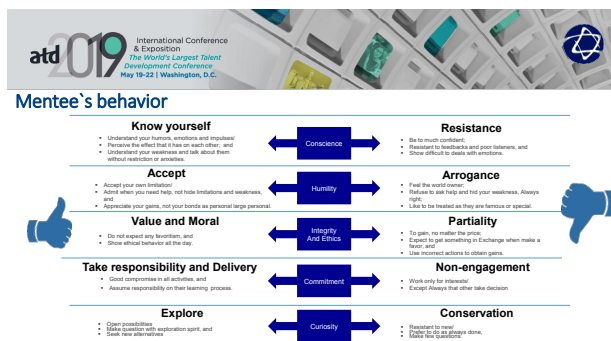 atd 2019
International Conference
& Exposition
The World's Largest Talent
Development Conference
May 19-22 | Washington, D.C.
Mentee`s behavior
Know yourself
▪ Understand your humors, emotions and impulses/
▪ Perceive the effect that it has on each other; and
▪ Understand your weakness and talk about them
without restriction or anxieties.
Conscience
Resistance
▪ Be to much confident;
▪ Resistant to feedbacks and poor listeners, and
▪ Show difficult to deals with emotions.
Accept
▪ Accept your own limitation/
▪ Admit when you need help, not hide limitations and weakness,
and
▪ Appreciate your gains, not your bonds as personal large personal.
Humility
Arrogance
▪ Feel the world owner;
▪ Refuse to ask help and hid your weakness, Always
right;
▪ Like to be treated as they are famous or special.
Value and Moral
▪ Do not expect any favoritism, and
▪ Show ethical behavior all the day.
Integrity
And Ethics
Partiality
▪ To gain, no matter the price;
▪ Expect to get something in Exchange when make a
favor, and
▪ Use incorrect actions to obtain gains.
Take responsibility and Delivery
▪ Good compromise in all activities, and
▪ Assume responsibility on their learning process.
Commitment
Non-engagement
▪ Work only for interests/
▪ Except Always that other take decision
Explore
▪ Open possibilities
▪ Make question with exploration spirit, and
▪ Seek new alternatives
Curiosity
Conservation
▪ Resistant to new/
▪ Prefer to do as always done,
▪ Make few questions